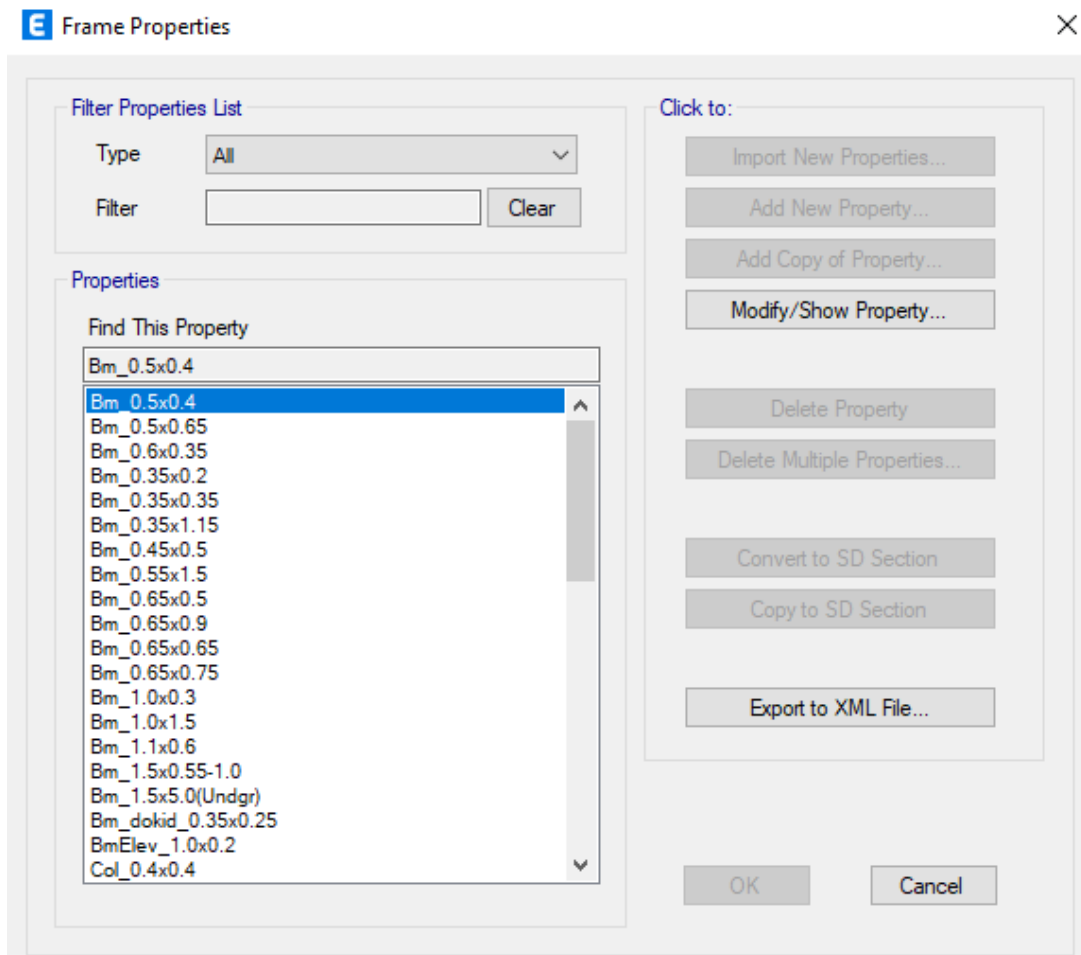 E Frame Properties
Filter Properties List
Type All
Filter Clear
Properties
Find This Property
Bm_0.5x0.4
Bm_0.5x0.4
Bm_0.5x0.65
Bm_0.6x0.35
Bm_0.35x0.2
Bm_0.35x0.35
Bm_0.35x1.15
Bm_0.45x0.5
Bm_0.55x1.5
Bm_0.65x0.5
Bm_0.65x0.9
Bm_0.65x0.65
Bm_0.65x0.75
Bm_1.0x0.3
Bm_1.0x1.5
Bm_1.1x0.6
Bm_1.5x0.55-1.0
Bm_1.5x5.0(Undgr)
Bm_dokid_0.35x0.25
BmElev_1.0x0.2
Col_0.4x0.4
Click to:
Import New Properties...
Add New Property...
Add Copy of Property...
Modify/Show Property...
Delete Property
Delete Multiple Properties...
Convert to SD Section
Copy to SD Section
Export to XML File...
OK Cancel